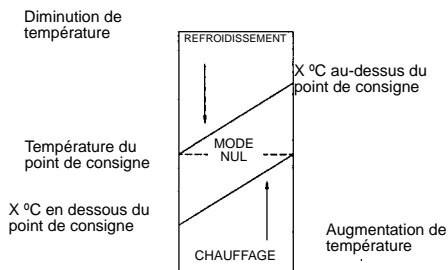 Diminution de
température
REFROIDISSEMENT
X ºC au-dessus du
point de consigne
Température du
point de consigne
MODE
NUL
X ºC en dessous du
point de consigne
CHAUFFAGE
Augmentation de
température